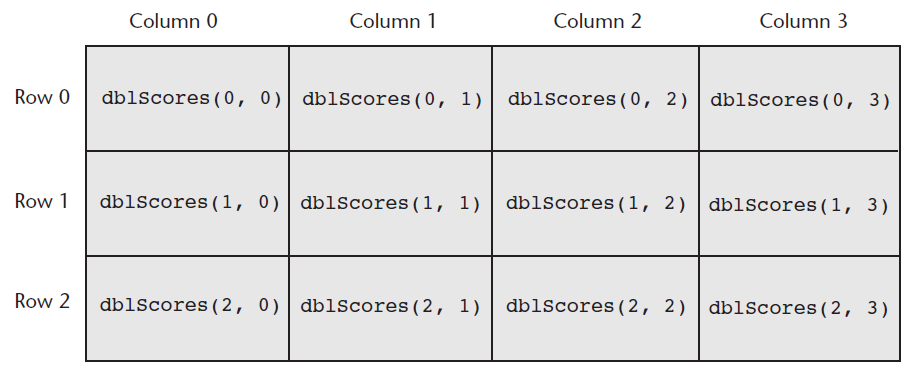 Column 0 Column 1 Column 2 Column 3
Row 0 dblScores(0, 0) dblScores(0, 1) dblScores(0, 2) dblScores(0, 3)
Row 1 dblScores(1, 0) dblScores(1, 1) dblScores(1, 2) dblScores(1, 3)
Row 2 dblScores(2, 0) dblScores(2, 1) dblScores(2, 2) dblScores(2, 3)